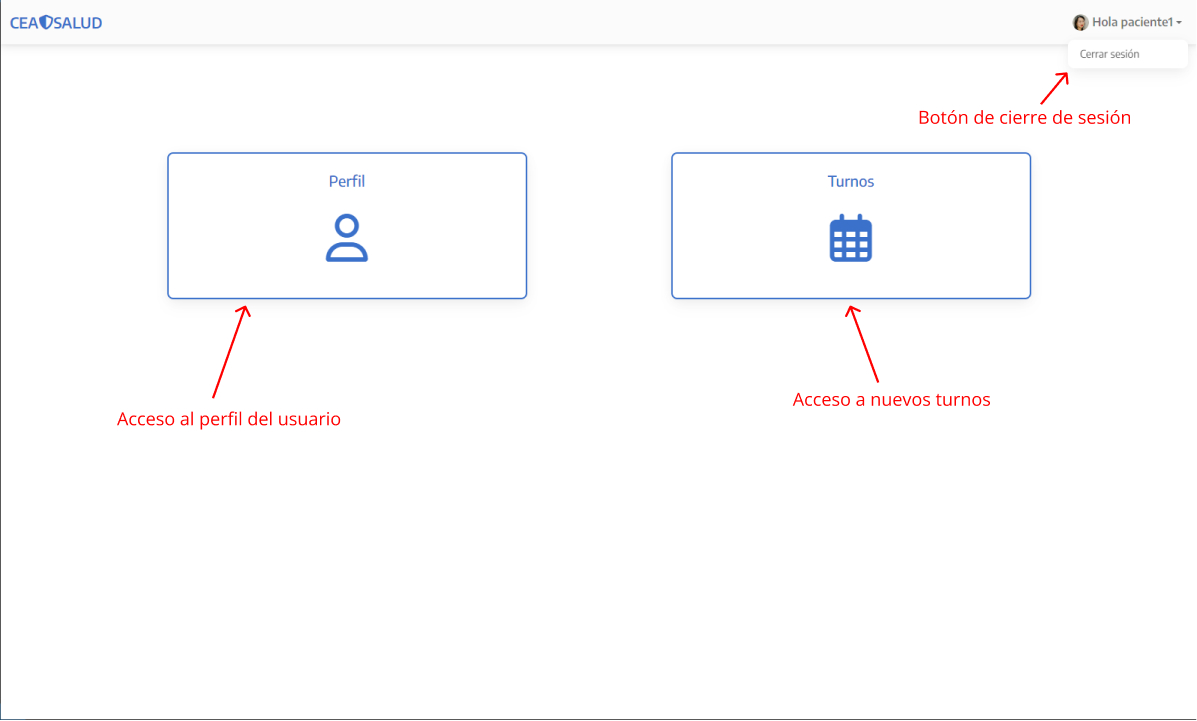 CEA SALUD
Hola paciente1
Cerrar sesión
Botón de cierre de sesión
Perfil
Turnos
Acceso al perfil del usuario
Acceso a nuevos turnos